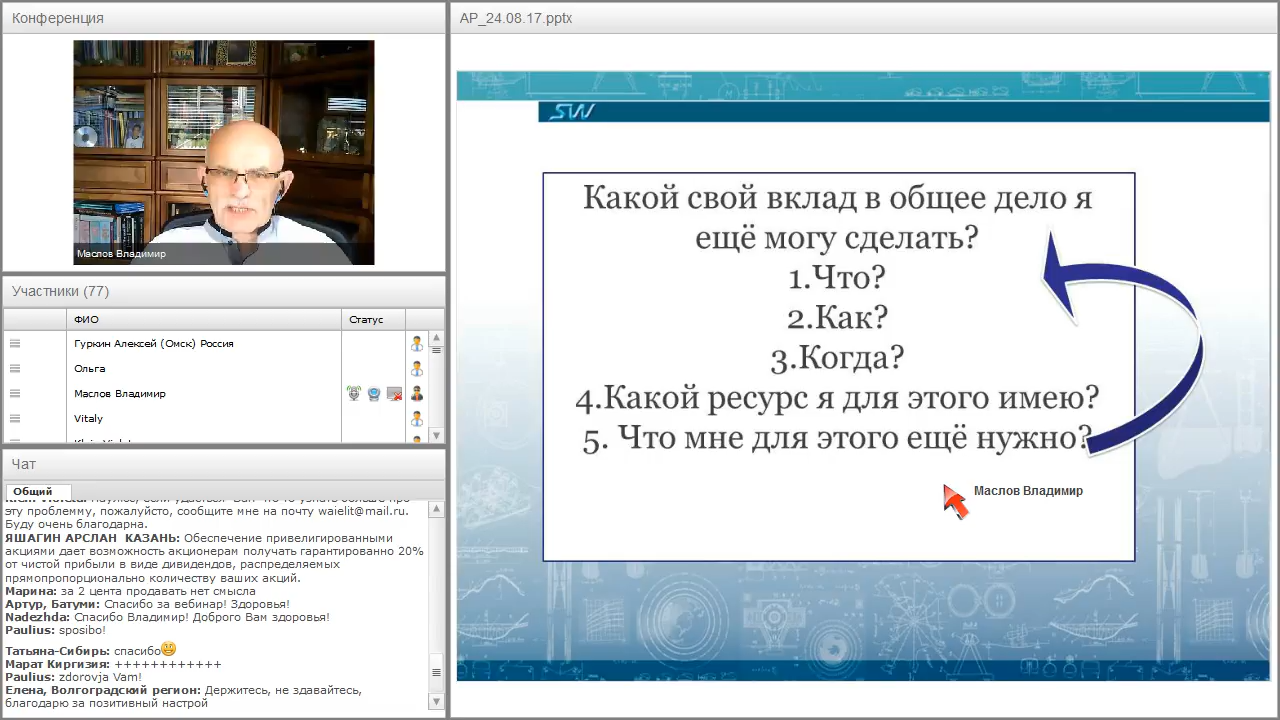 Конференция
Маслов Владимир
Участники (77)
ФИО
Статус
Гуркин Алексей (Омск) Россия
Ольга
Маслов Владимир
Vitaly
Чат
Общий
эту проблемму, пожалуйсто, сообщите мне на почту waielit@mail.ru.
Буду очень благодарна.
ЯШАГИН АРСЛАН КАЗАНЬ: Обеспечение привелигированными
акциями дает возможность акционерам получать гарантированно 20%
от чистой прибыли в виде дивидендов, распределяемых
прямопропорционально количеству ваших акций.
Марина: за 2 цента продавать нет смысла
Артур, Батуми: Спасибо за вебинар! Здоровья!
Nadezhda: Спасибо Владимир! Доброго Вам здоровья!
Paulius: sposibo!
Татьяна-Сибирь: спасибо
Марат Киргизия: ++++++++++++
Paulius: zdorovja Vam!
Елена, Волгоградский регион: Держитесь, не здавайтесь,
благодарю за позитивный нестрой
AP_24.08.17.pptx
SW
Какой свой вклад в общее дело я
ещё могу сделать?
1.Что?
2.Как?
3.Когда?
4.Какой ресурс я для этого имею?
5. Что мне для этого ещё нужно?
Маслов Владимир